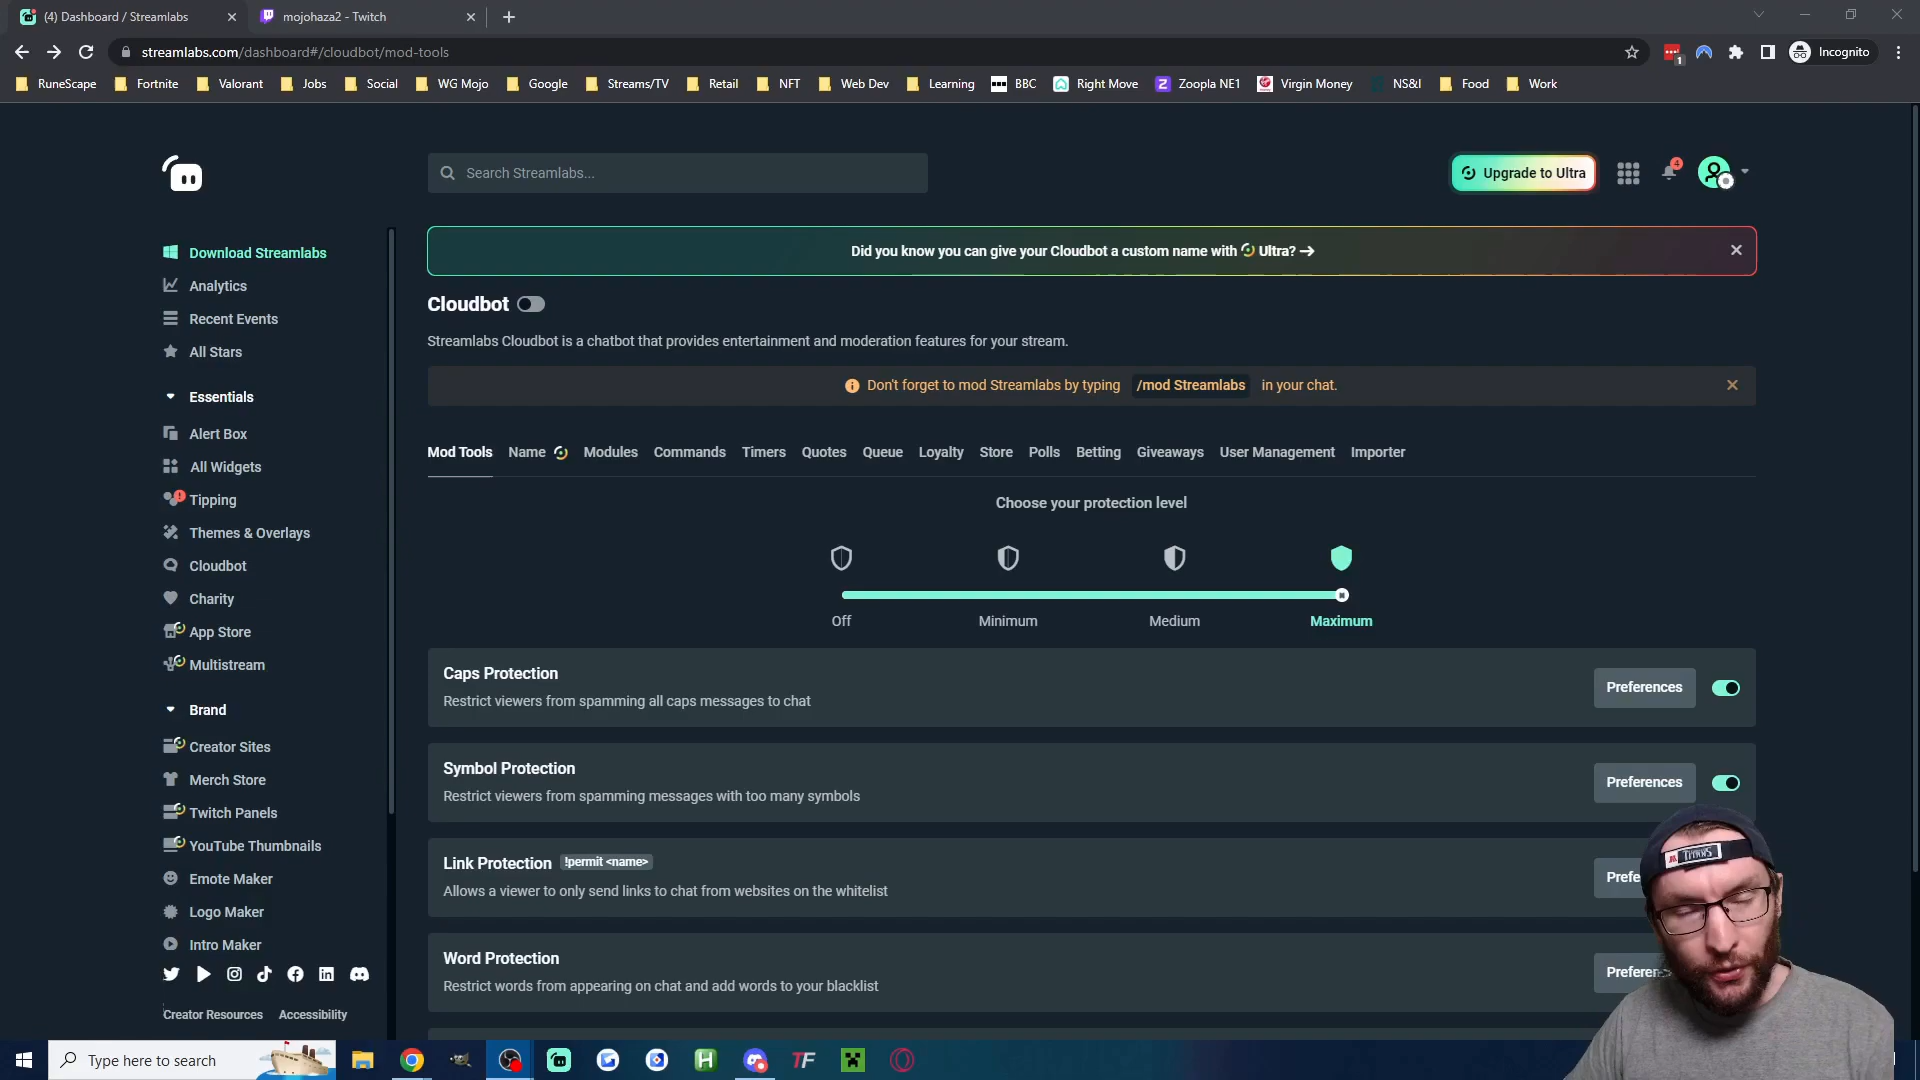 (4) Dashboard / Streamlabs
mojohaza2 - Twitch
streamlabs.com/dashboard#/cloudbot/mod-tools
1
Incognito
RuneScape
Fortnite
Valorant
Jobs
Social
WG Mojo
Google
Streams/TV
Retail
NFT
Web Dev
Learning
BBC
Right Move
Zoopla NE1
Virgin Money
NS&I
Food
Work
Search Streamlabs...
Upgrade to Ultra
4
Download Streamlabs
Analytics
Recent Events
All Stars
Essentials
Alert Box
All Widgets
Tipping
Themes & Overlays
Cloudbot
Charity
App Store
Multistream
Brand
Creator Sites
Merch Store
Twitch Panels
YouTube Thumbnails
Emote Maker
Logo Maker
Intro Maker
Creator Resources
Accessibility
Did you know you can give your Cloudbot a custom name with Ultra? →
Cloudbot
Streamlabs Cloudbot is a chatbot that provides entertainment and moderation features for your stream.
Don't forget to mod Streamlabs by typing /mod Streamlabs in your chat.
Mod Tools
Name
Modules
Commands
Timers
Quotes
Queue
Loyalty
Store
Polls
Betting
Giveaways
User Management
Importer
Choose your protection level
Off
Minimum
Medium
Maximum
Caps Protection
Restrict viewers from spamming all caps messages to chat
Preferences
Symbol Protection
Restrict viewers from spamming messages with too many symbols
Preferences
Link Protection !permit <name>
Allows a viewer to only send links to chat from websites on the whitelist
Prefe
Word Protection
Restrict words from appearing on chat and add words to your blacklist
Preferen
TITANS
Type here to search
H
TF